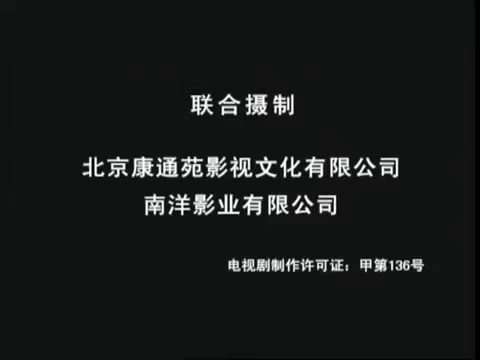 联合摄制
北京康通苑影视文化有限公司
南洋影业有限公司
电视剧制作许可证：甲第136号